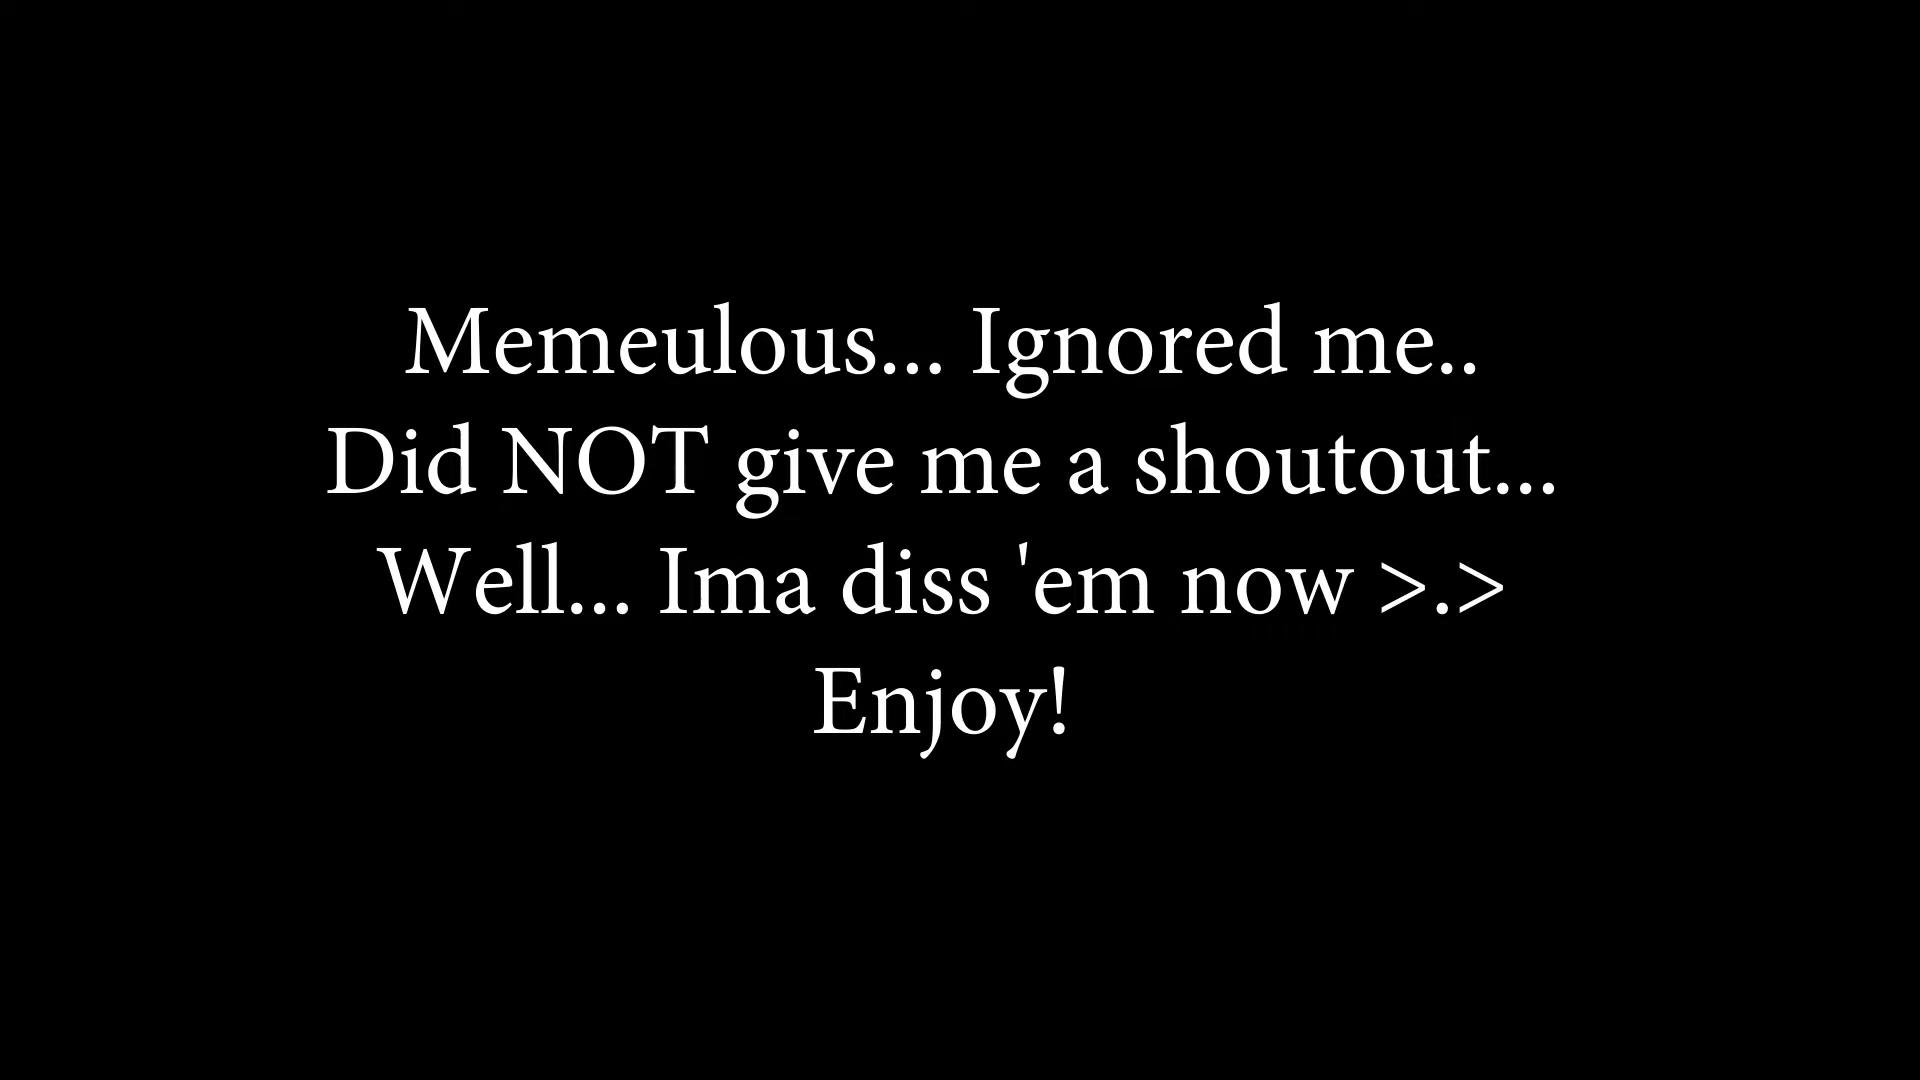 Memeulous... Ignored me..
Did NOT give me a shoutout...
Well... Ima diss 'em now >.>
Enjoy!